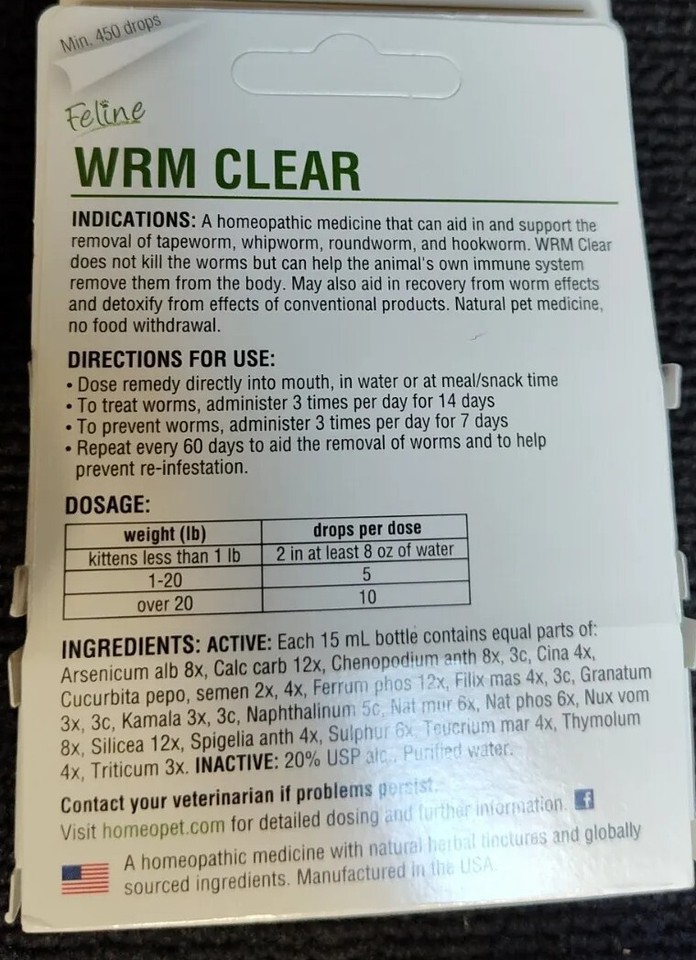 Min. 450 drops
Feline
WRM CLEAR
INDICATIONS: A homeopathic medicine that can aid in and support the
removal of tapeworm, whipworm, roundworm, and hookworm. WRM Clear
does not kill the worms but can help the animal's own immune system
remove them from the body. May also aid in recovery from worm effects
and detoxify from effects of conventional products. Natural pet medicine,
no food withdrawal.
DIRECTIONS FOR USE:
• Dose remedy directly into mouth, in water or at meal/snack time
• To treat worms, administer 3 times per day for 14 days
• To prevent worms, administer 3 times per day for 7 days
• Repeat every 60 days to aid the removal of worms and to help
prevent re-infestation.
DOSAGE:
weight (lb) drops per dose
kittens less than 1 lb 2 in at least 8 oz of water
1-20 5
over 20 10
INGREDIENTS: ACTIVE: Each 15 mL bottle contains equal parts of:
Arsenicum alb 8x, Calc carb 12x, Chenopodium anth 8x, 3c, Cina 4x,
Cucurbita pepo, semen 2x, 4x, Ferrum phos 12x, Filix mas 4x, 3c, Granatum
3x, 3c, Kamala 3x, 3c, Naphthalinum 5c, Nat mur 6x, Nat phos 6x, Nux vom
8x, Silicea 12x, Spigelia anth 4x, Sulphur 6x, Teucrium mar 4x, Thymolum
4x, Triticum 3x. INACTIVE: 20% USP alc., Purified water.
Contact your veterinarian if problems persist.
Visit homeopet.com for detailed dosing and further information. f
A homeopathic medicine with natural herbal tinctures and globally
sourced ingredients. Manufactured in the USA.